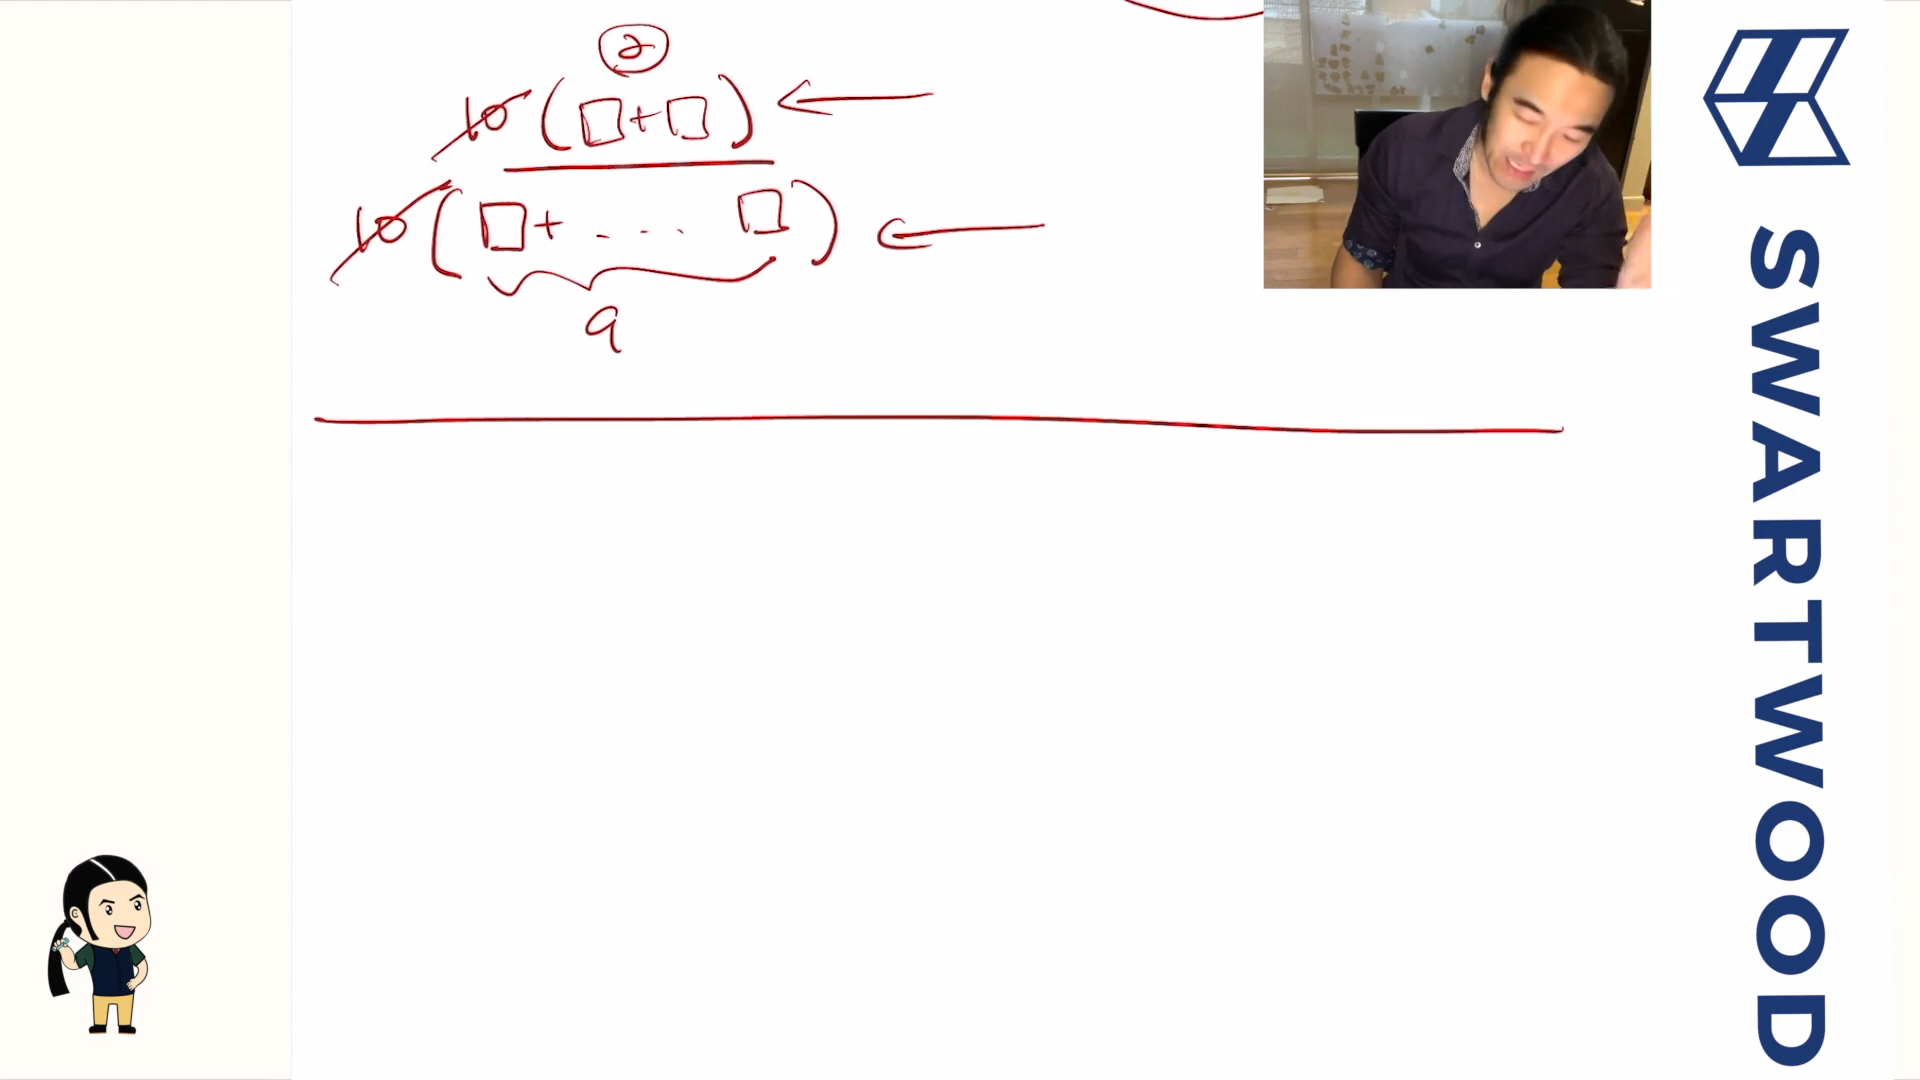 2
10 (□+□) ←
10 (□+ .... □) ←
9
SWARTWOOD